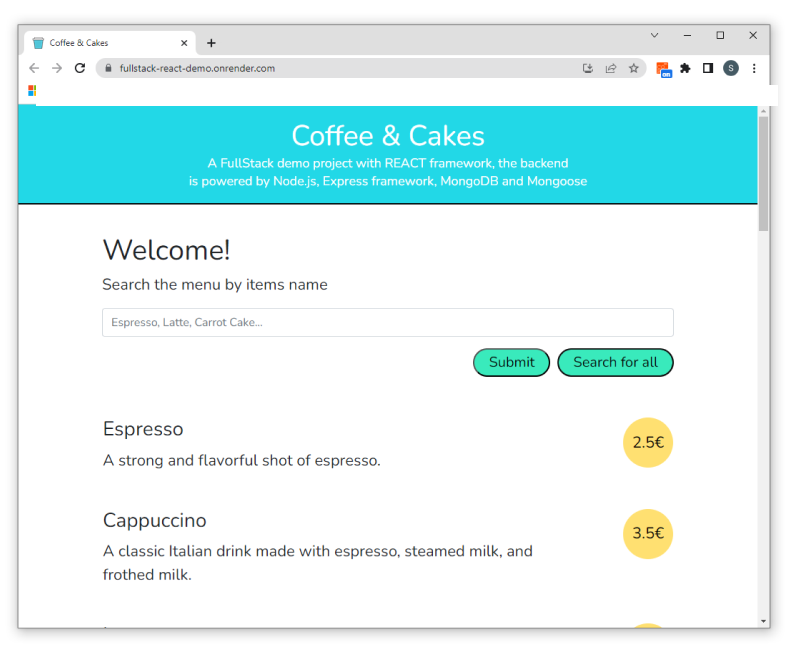 Coffee & Cakes
fullstack-react-demo.onrender.com
on
S
Coffee & Cakes
A FullStack demo project with REACT framework, the backend
is powered by Node.js, Express framework, MongoDB and Mongoose
Welcome!
Search the menu by items name
Espresso, Latte, Carrot Cake...
Submit
Search for all
Espresso
2.5€
A strong and flavorful shot of espresso.
Cappuccino
3.5€
A classic Italian drink made with espresso, steamed milk, and
frothed milk.